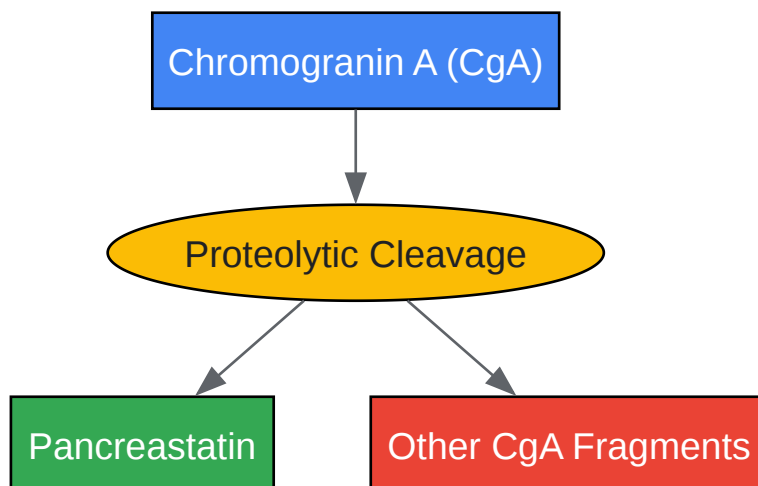 Chromogranin A (CgA)
Proteolytic Cleavage
Pancreastatin
Other CgA Fragments